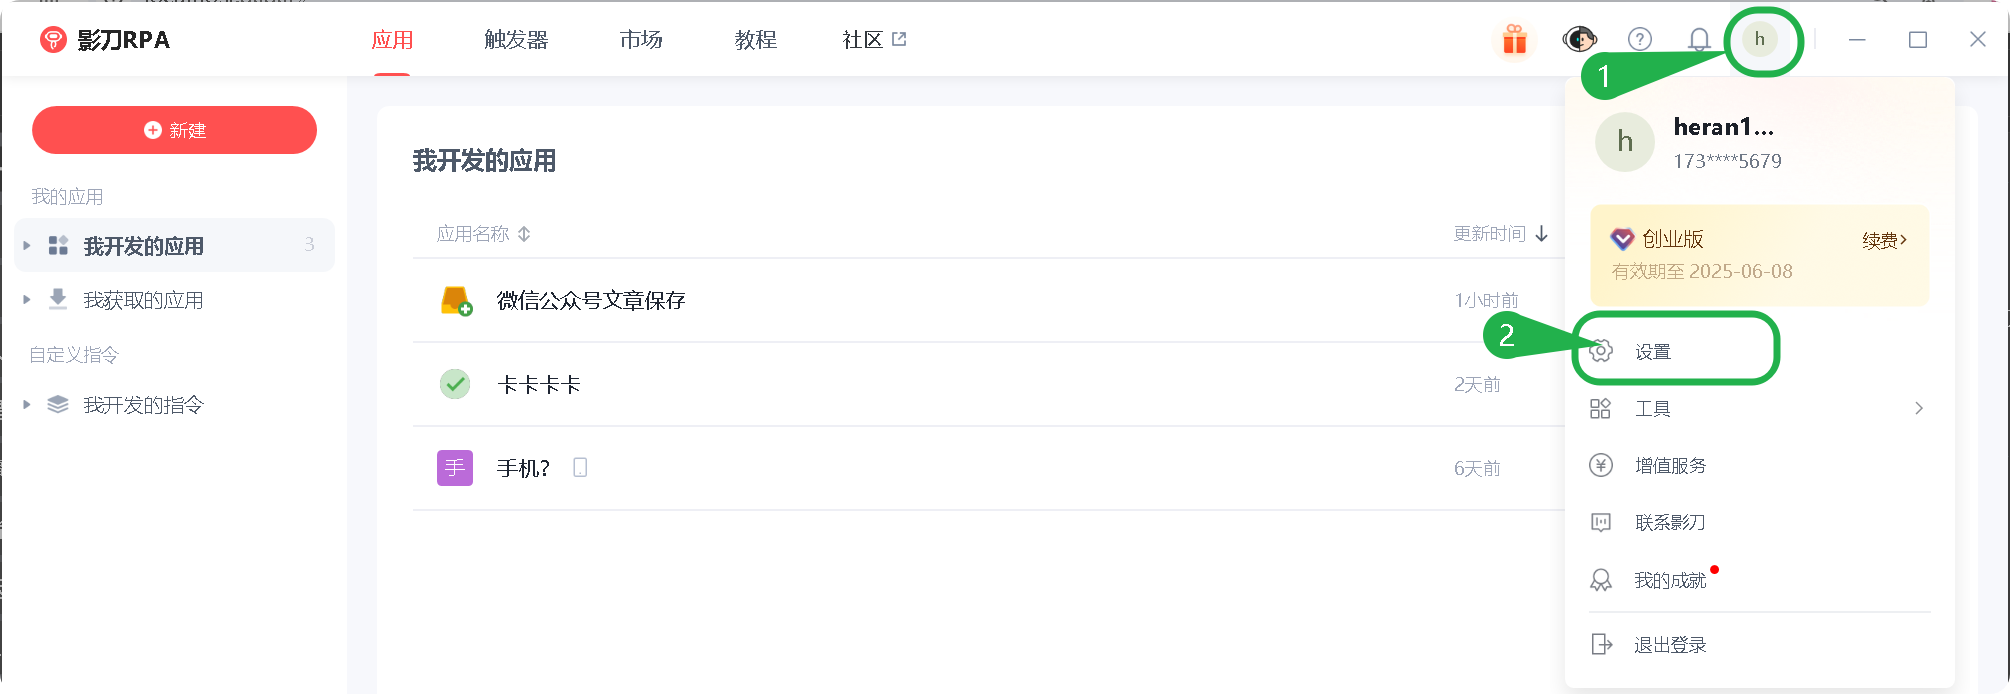 影刀RPA
应用
触发器
市场
教程
社区
h
1
新建
我的应用
我开发的应用
3
我获取的应用
自定义指令
我开发的指令
我开发的应用
应用名称
更新时间
微信公众号文章保存
1小时前
卡卡卡卡
2天前
手
手机?
6天前
h
heran1...
173****5679
创业版
续费>
有效期至 2025-06-08
2
设置
工具
增值服务
联系影刀
我的成就
退出登录